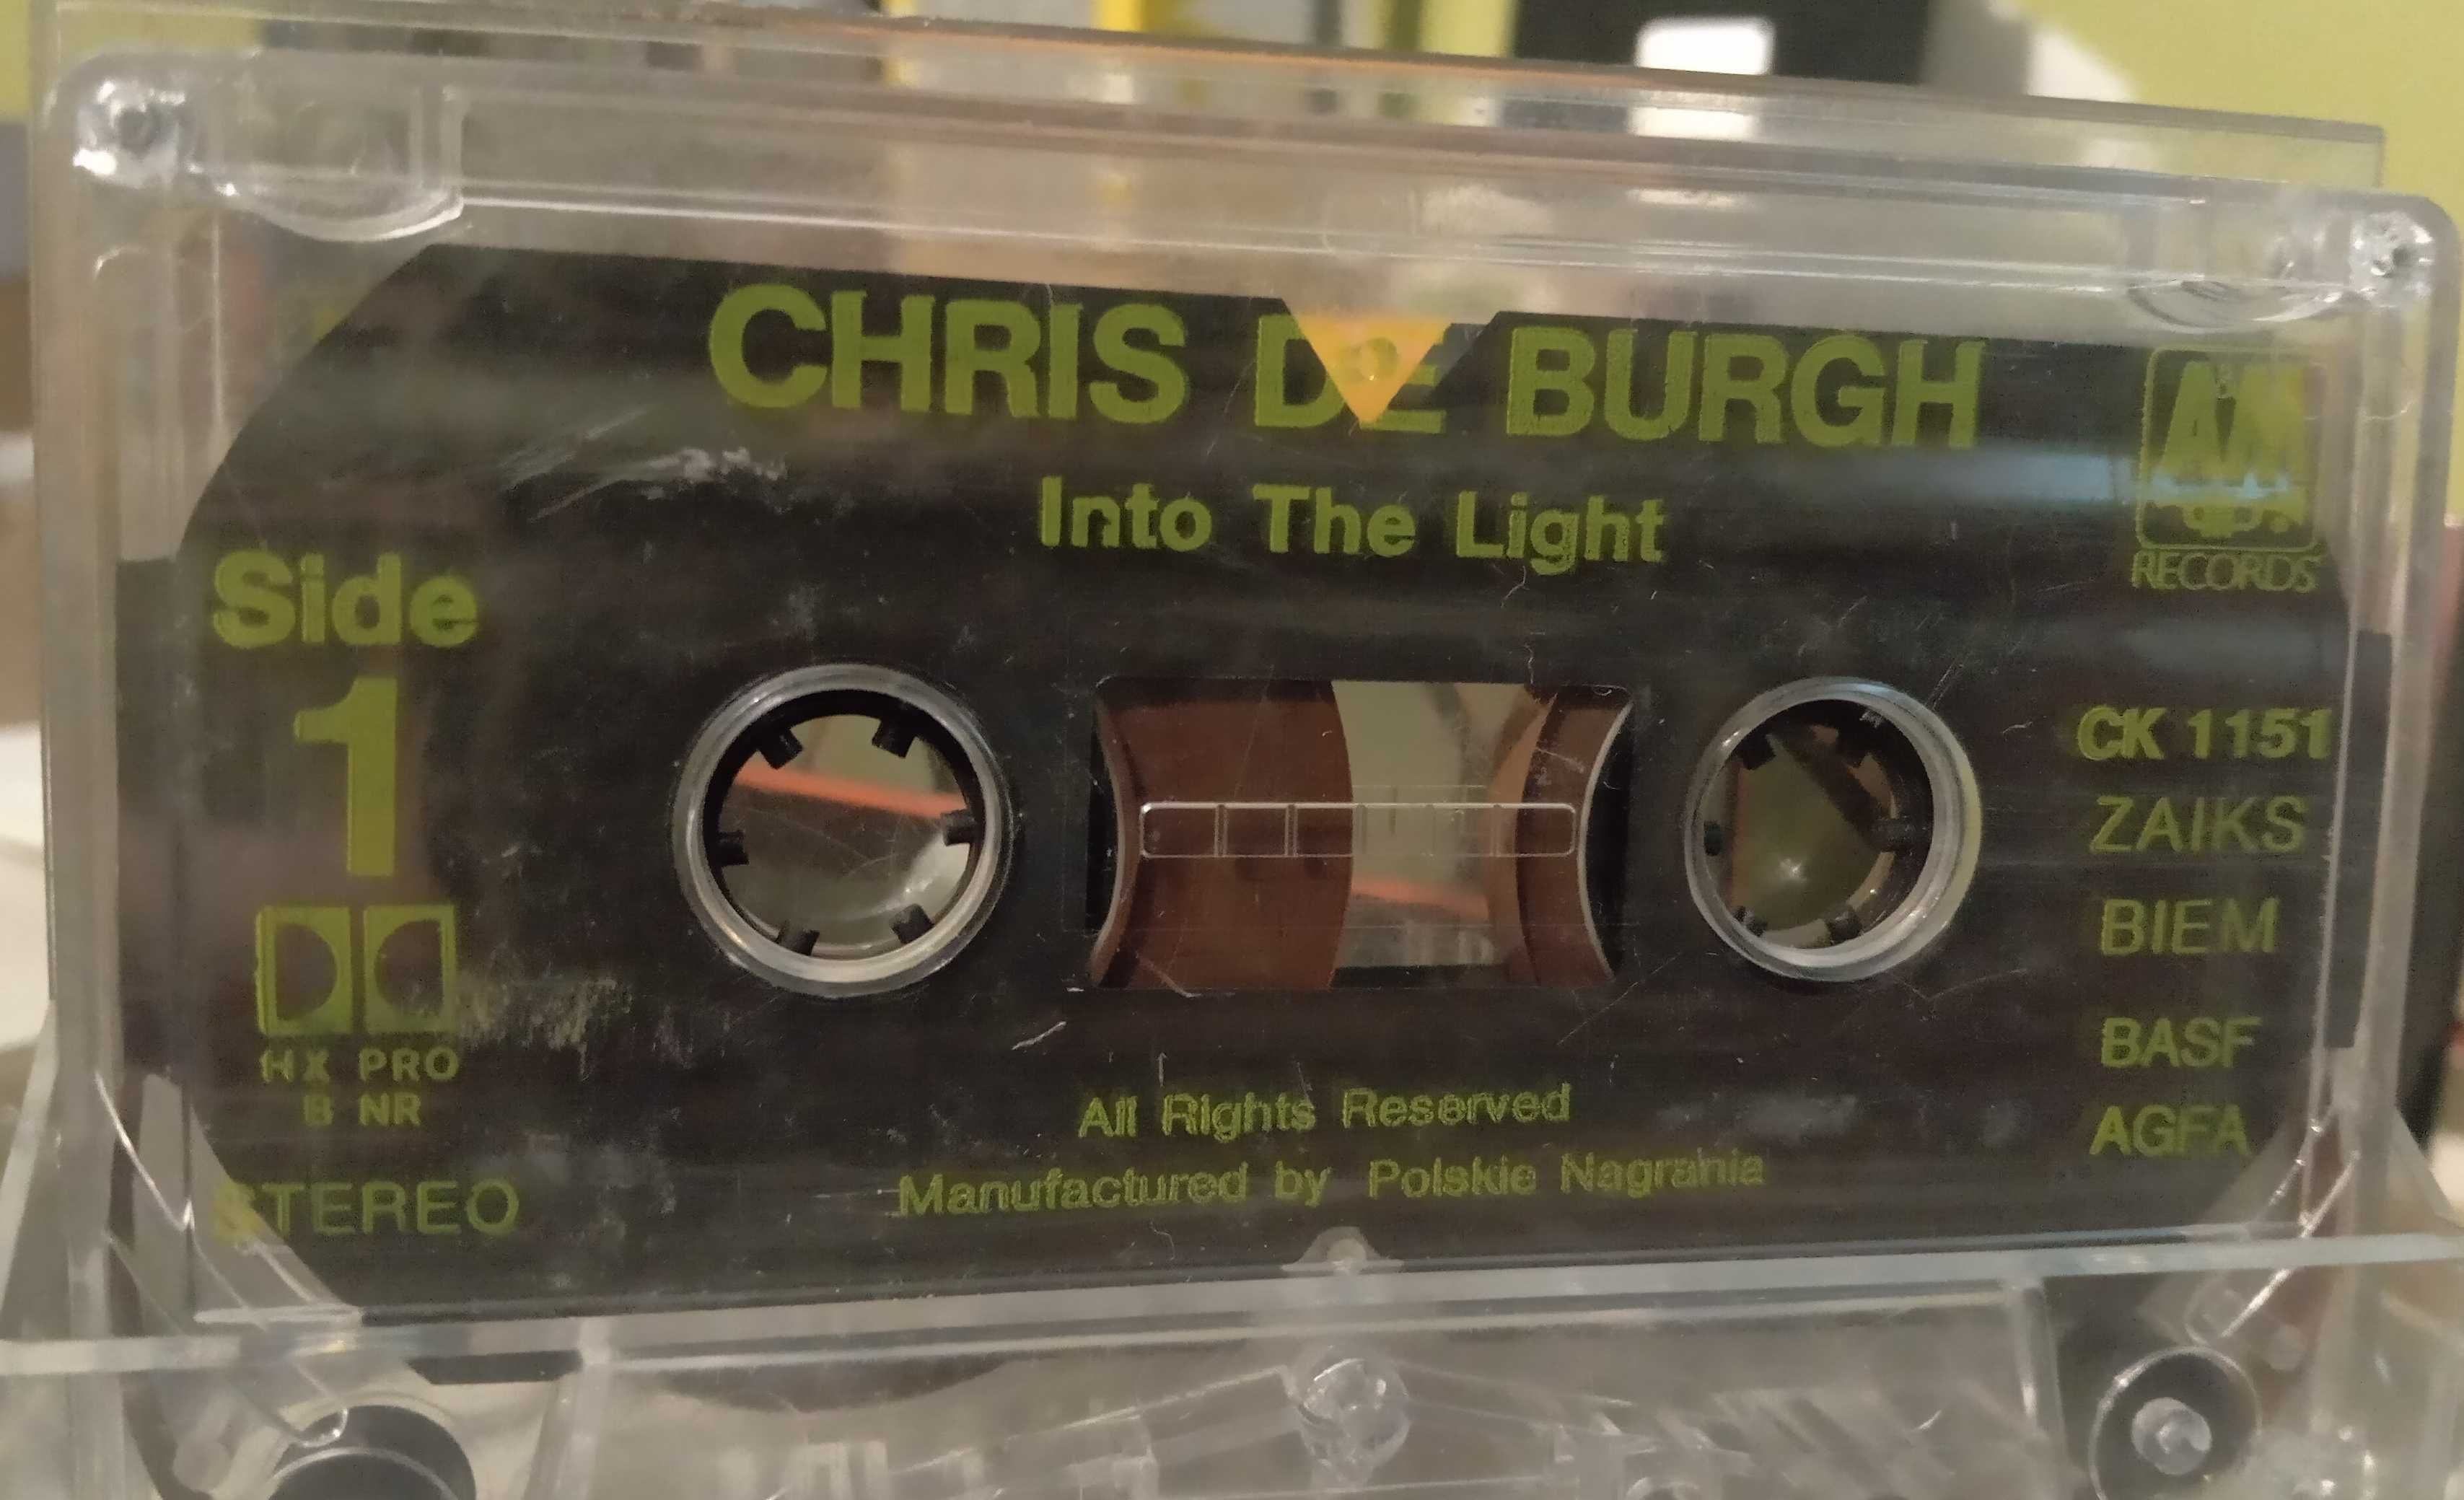 CHRIS DE BURGH
Into The Light
A&M
RECORDS
Side
1
HX PRO
B NR
STEREO
CK 1151
ZAIKS
BIEM
BASF
AGFA
All Rights Reserved
Manufactured by Polskie Nagrania